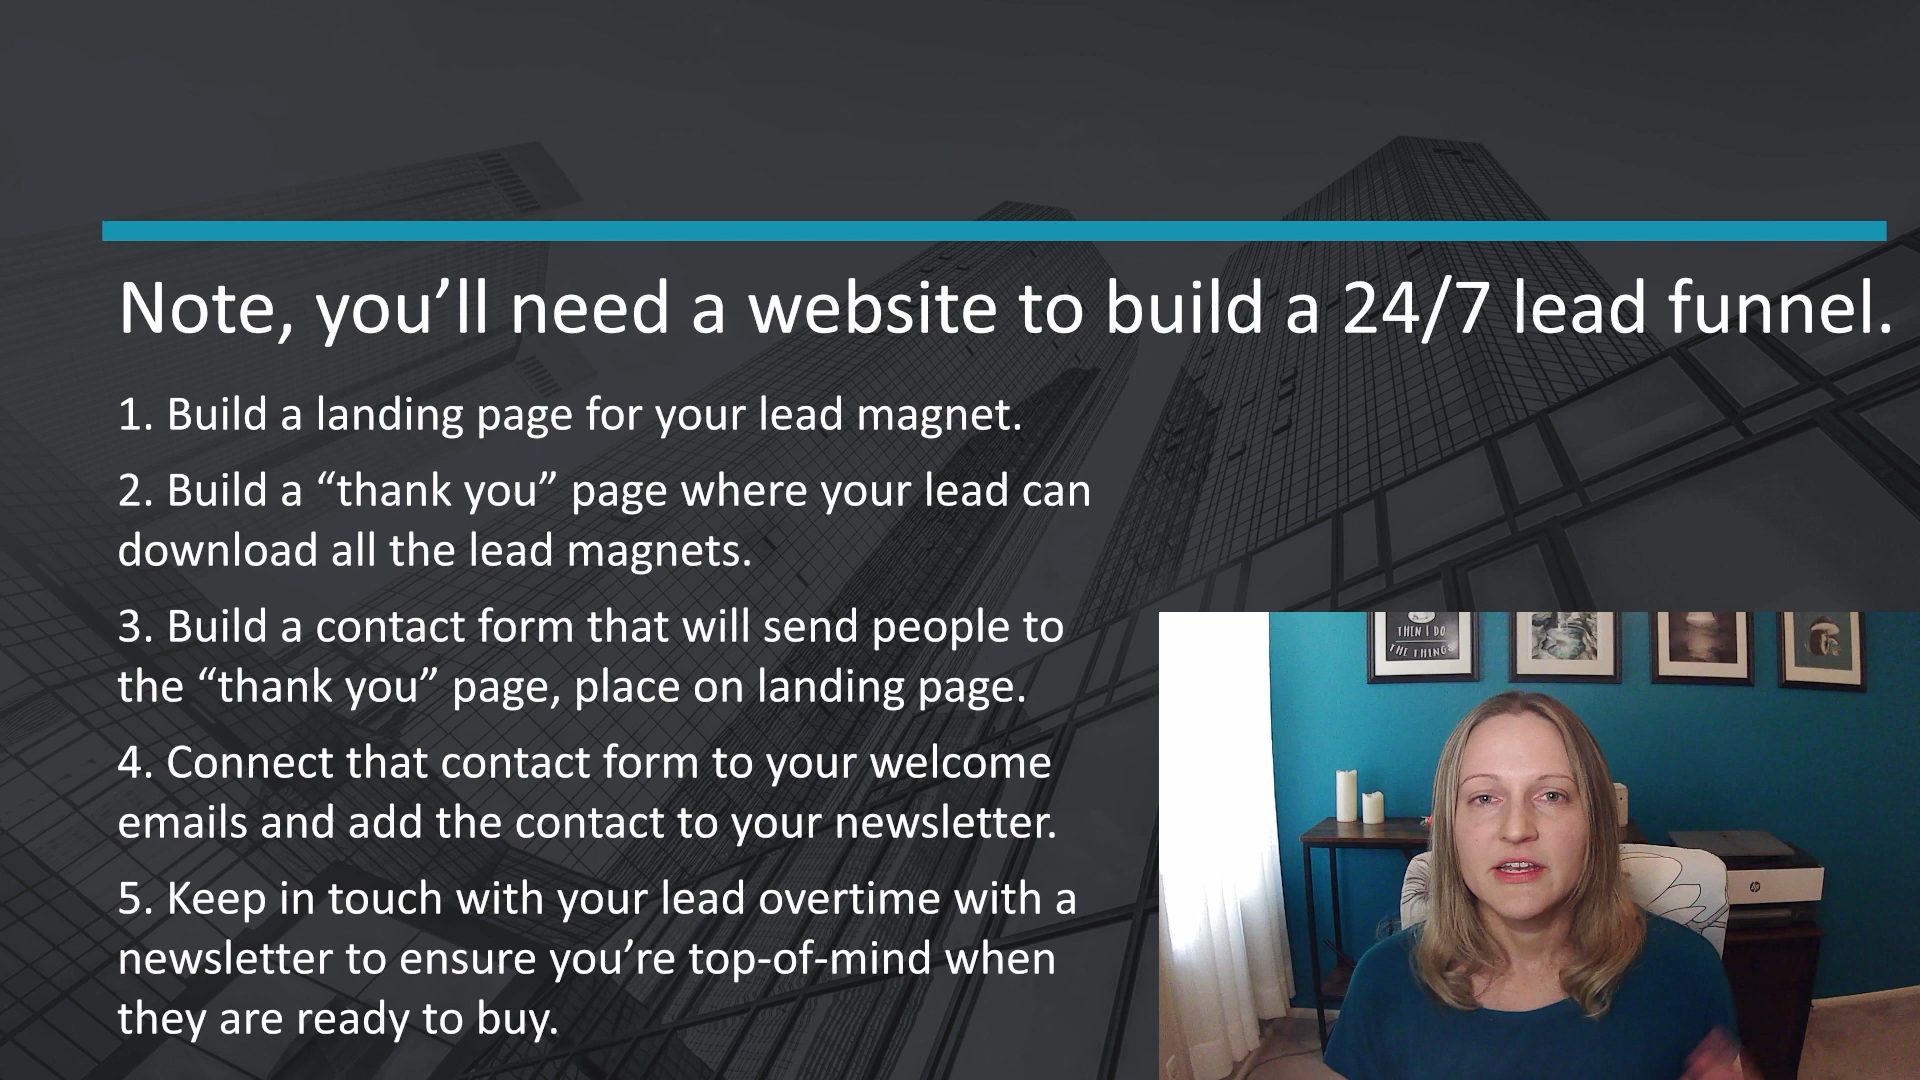 Note, you’ll need a website to build a 24/7 lead funnel.
1. Build a landing page for your lead magnet.
2. Build a “thank you” page where your lead can
download all the lead magnets.
3. Build a contact form that will send people to
the “thank you” page, place on landing page.
4. Connect that contact form to your welcome
emails and add the contact to your newsletter.
5. Keep in touch with your lead overtime with a
newsletter to ensure you’re top-of-mind when
they are ready to buy.
THEN I DO
THE THINGS
hp